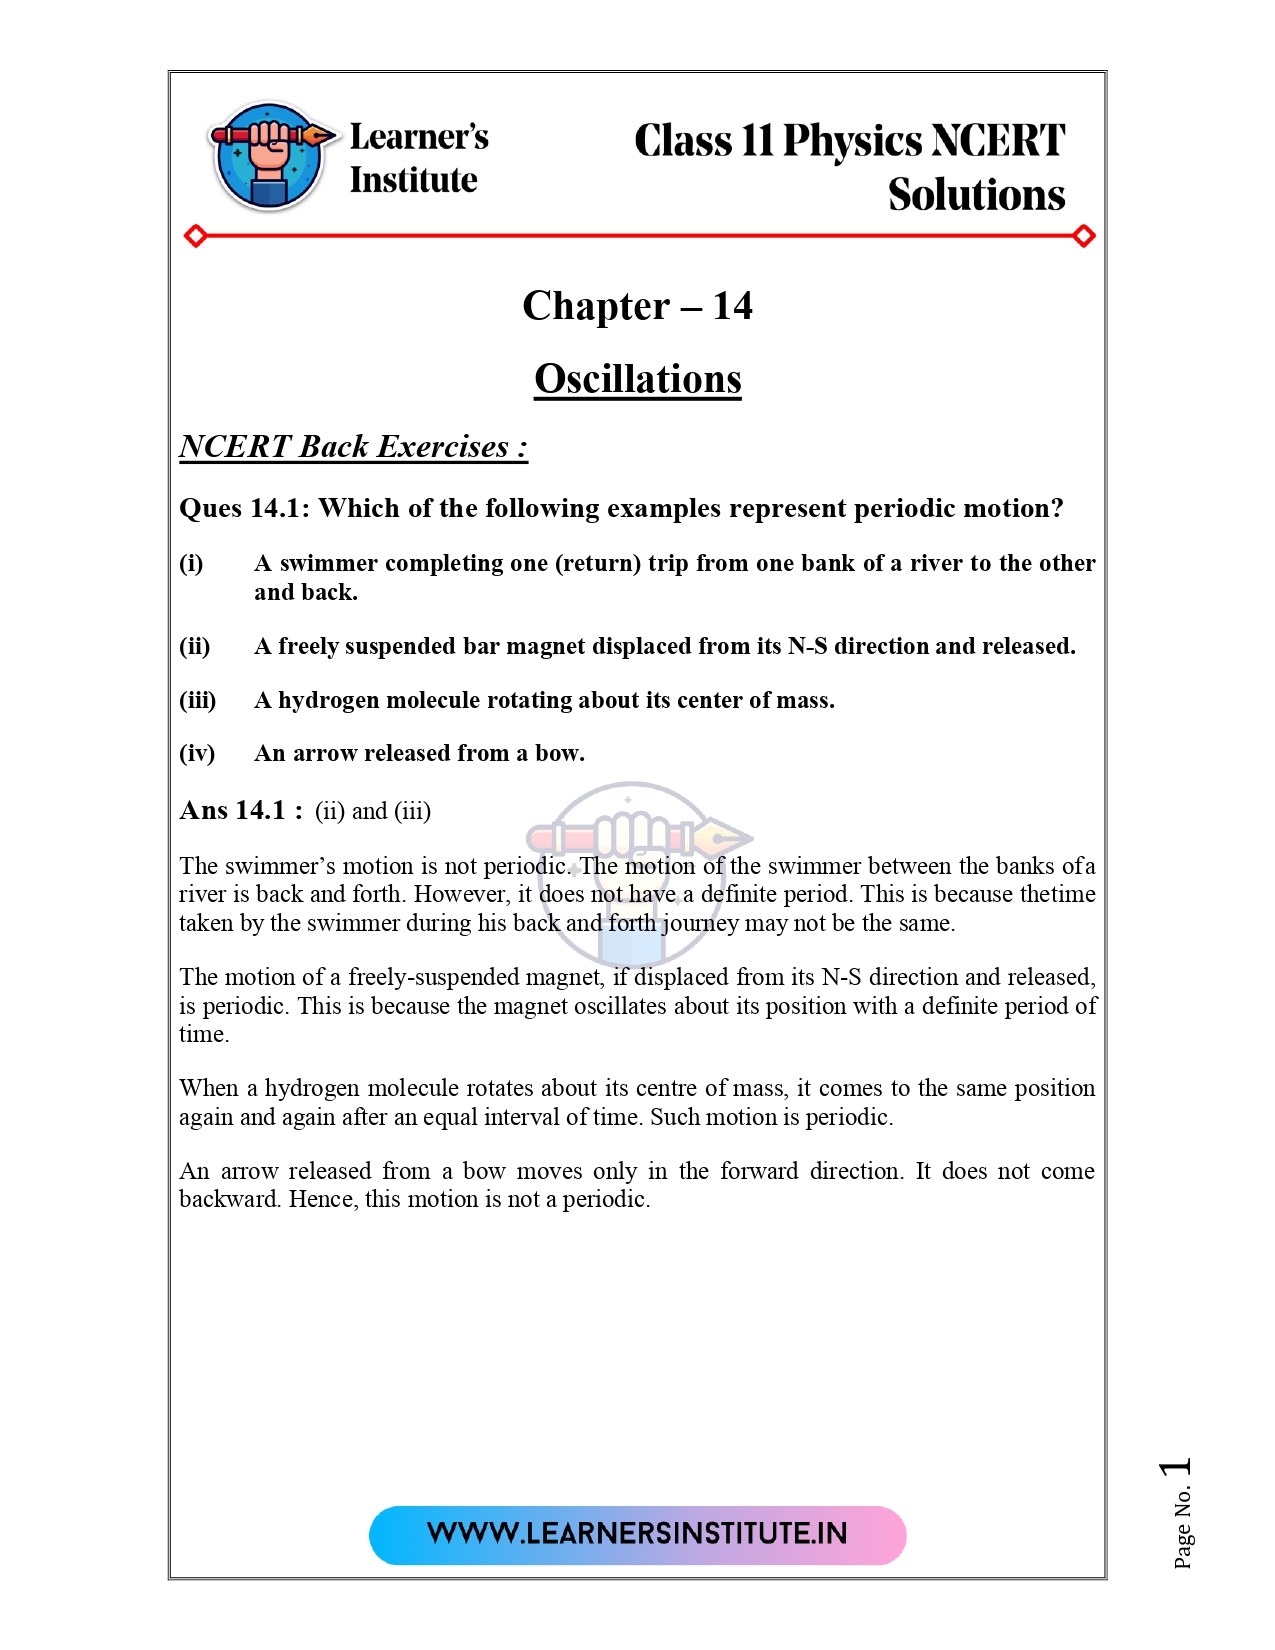 Learner's
Institute
Class 11 Physics NCERT
Solutions
Chapter – 14
Oscillations
NCERT Back Exercises :
Ques 14.1: Which of the following examples represent periodic motion?
(i) A swimmer completing one (return) trip from one bank of a river to the other
and back.
(ii) A freely suspended bar magnet displaced from its N-S direction and released.
(iii) A hydrogen molecule rotating about its center of mass.
(iv) An arrow released from a bow.
Ans 14.1 : (ii) and (iii)
The swimmer's motion is not periodic. The motion of the swimmer between the banks ofa
river is back and forth. However, it does not have a definite period. This is because thetime
taken by the swimmer during his back and forth journey may not be the same.
The motion of a freely-suspended magnet, if displaced from its N-S direction and released,
is periodic. This is because the magnet oscillates about its position with a definite period of
time.
When a hydrogen molecule rotates about its centre of mass, it comes to the same position
again and again after an equal interval of time. Such motion is periodic.
An arrow released from a bow moves only in the forward direction. It does not come
backward. Hence, this motion is not a periodic.
WWW.LEARNERSINSTITUTE.IN
Page No. 1